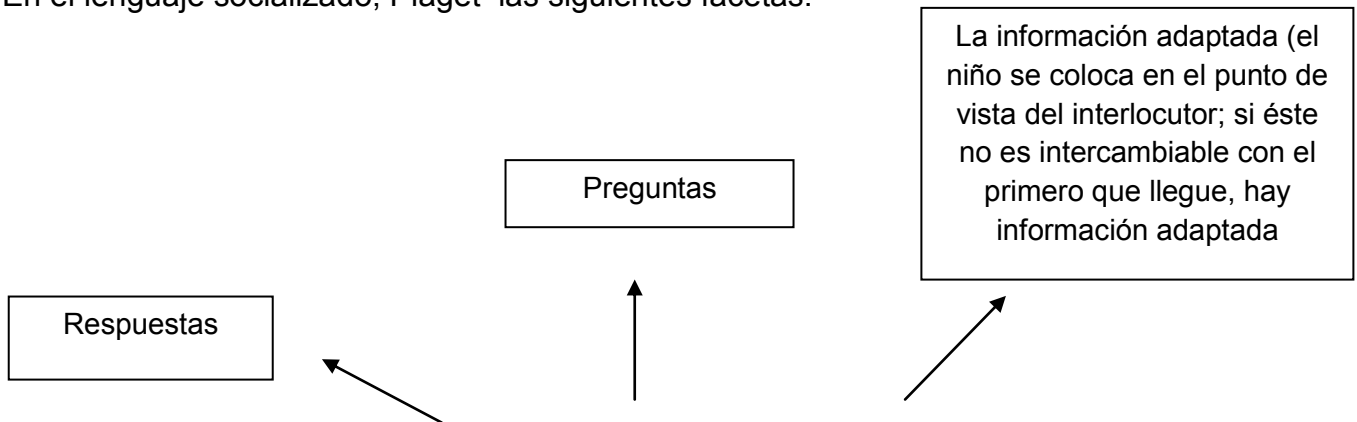 En el lenguaje socializado, Piaget las siguientes facetas:
La información adaptada (el
niño se coloca en el punto de
vista del interlocutor; si éste
no es intercambiable con el
primero que llegue, hay
información adaptada
Preguntas
Respuestas